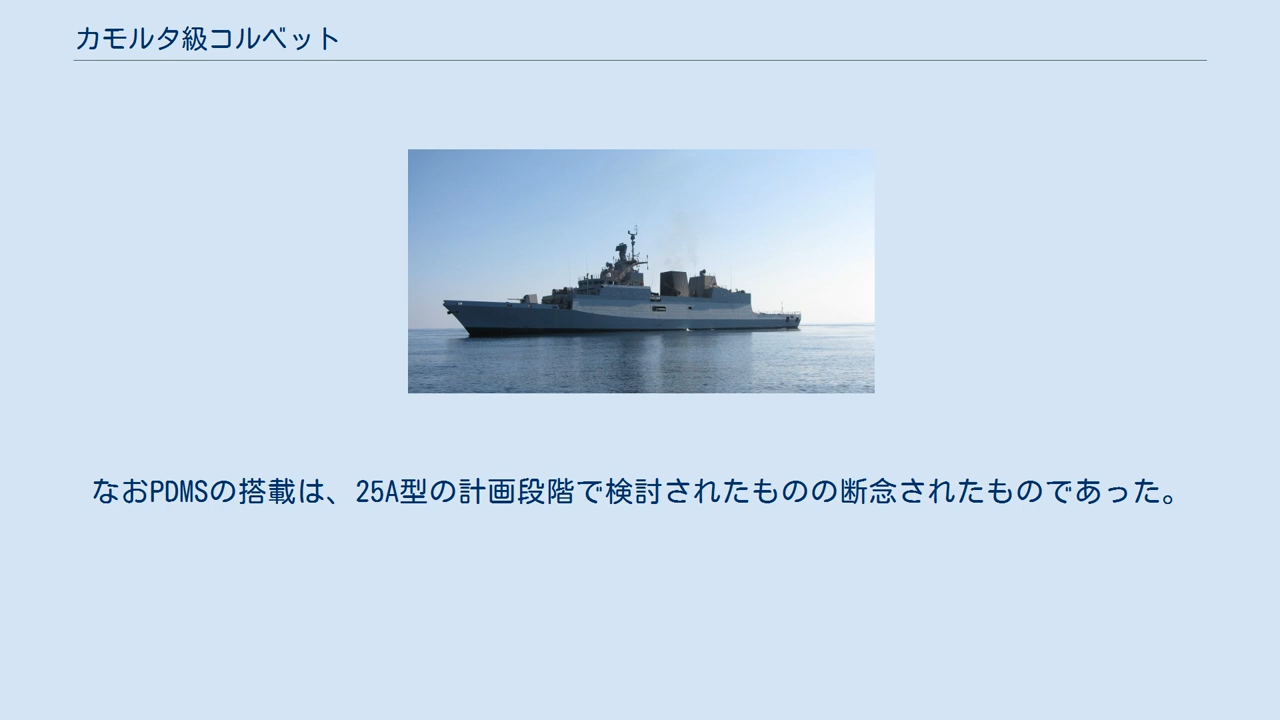 カモルタ級コルベット
なおPDMSの搭載は、25A型の計画段階で検討されたものの断念されたものであった。